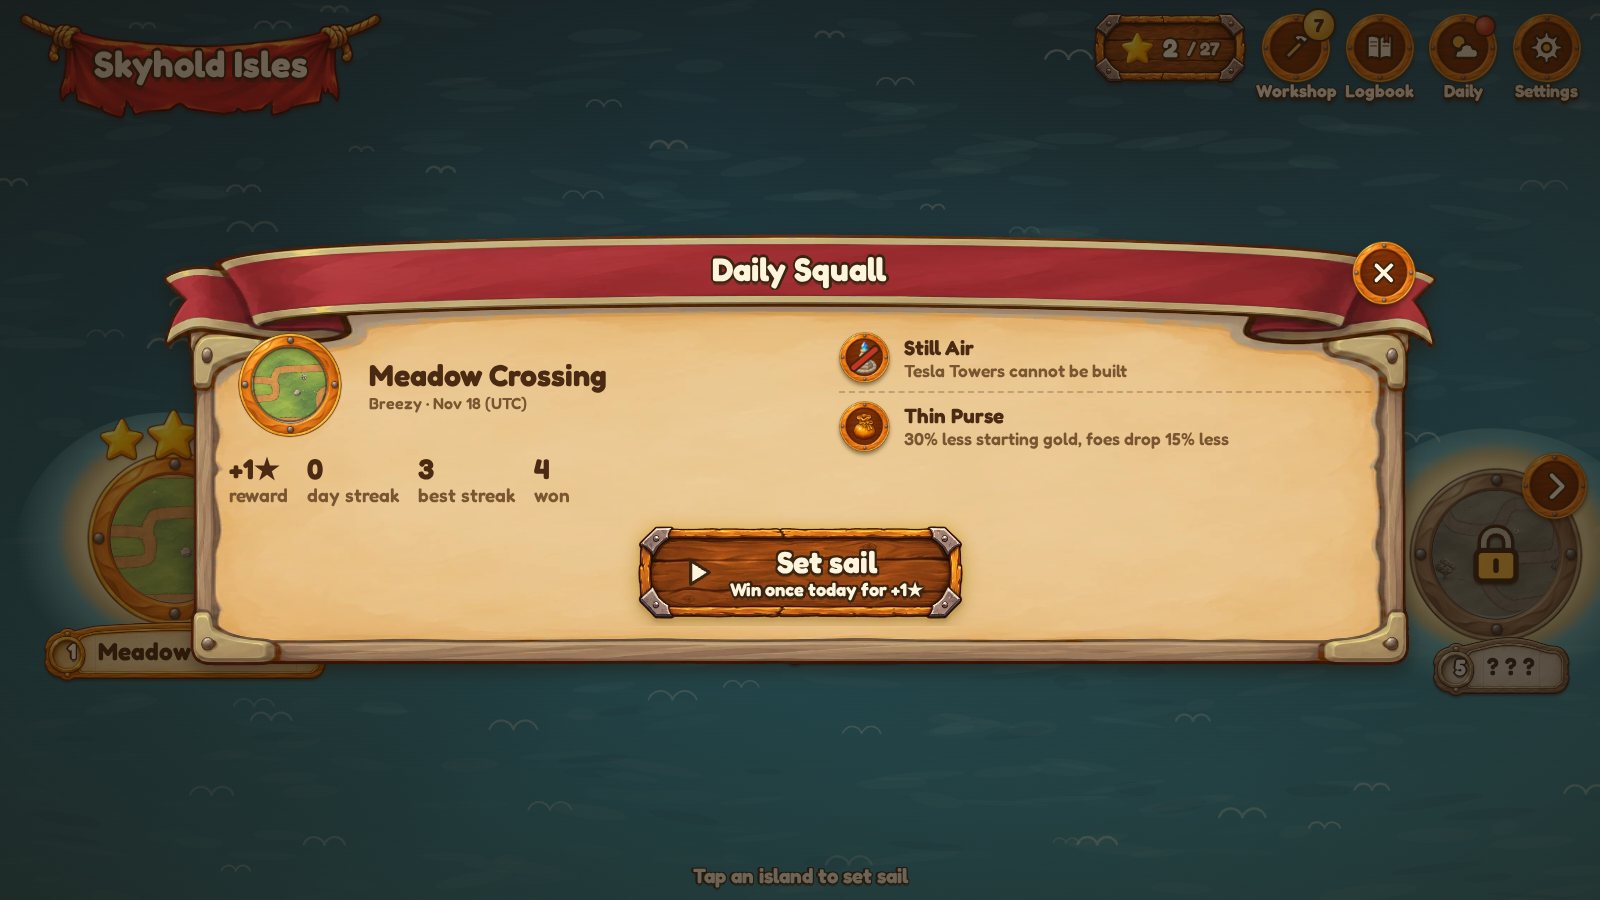 Skyhold Isles
2 / 27
7
Workshop
Logbook
Daily
Settings
Daily Squall
Meadow Crossing
Breezy · Nov 18 (UTC)
+1★
reward
0
day streak
3
best streak
4
won
Still Air
Tesla Towers cannot be built
Thin Purse
30% less starting gold, foes drop 15% less
Set sail
Win once today for +1★
1 Meadow
5 ???
Tap an island to set sail